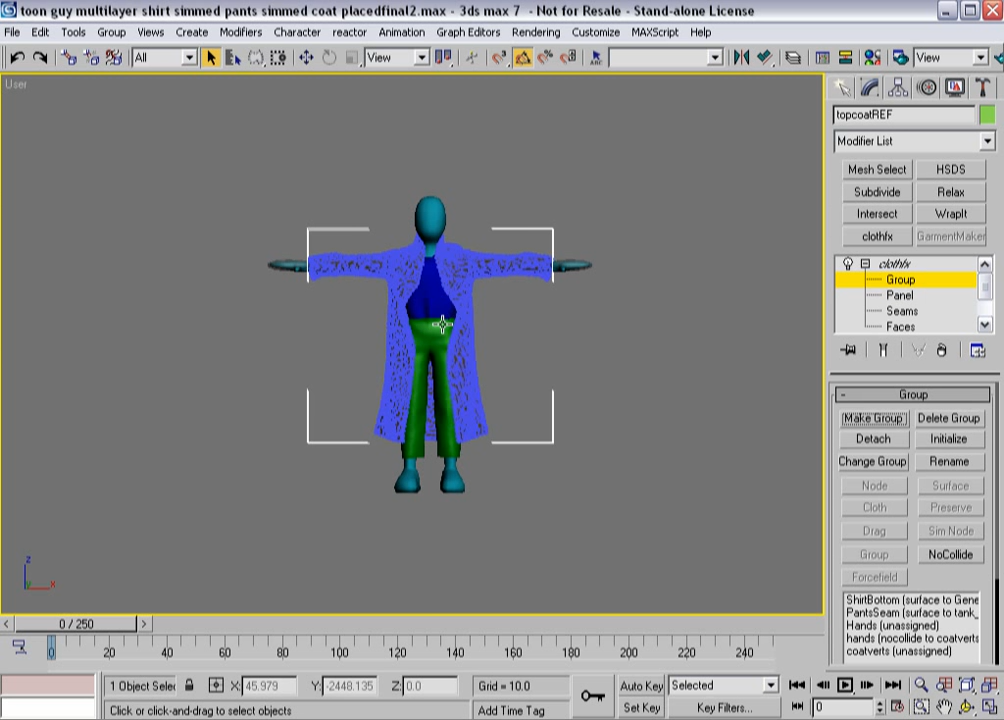 toon guy multilayer shirt simmed pants simmed coat placedfinal2.max - 3ds max 7 - Not for Resale - Stand-alone License
File Edit Tools Group Views Create Modifiers Character reactor Animation Graph Editors Rendering Customize MAXScript Help
All View View
User
topcoatREF
Modifier List
Mesh Select HSDS
Subdivide Relax
Intersect WrapIt
clothfx GarmentMaker
clothfx
Group
Panel
Seams
Faces
- Group
Make Group Delete Group
Detach Initialize
Change Group Rename
Node Surface
Cloth Preserve
Drag Sim Node
Group NoCollide
Forcefield
ShirtBottom (surface to Gene
PantsSeam (surface to tank_
Hands (unassigned)
hands (nocollide to coatverts
coatverts (unassigned)
z
x
< 0 / 250 >
0 20 40 60 80 100 120 140 160 180 200 220 240
1 Object Selec X: 45.979 Y: -2448.135 Z: 0.0 Grid = 10.0 Auto Key Selected
Click or click-and-drag to select objects Add Time Tag Set Key Key Filters... 0